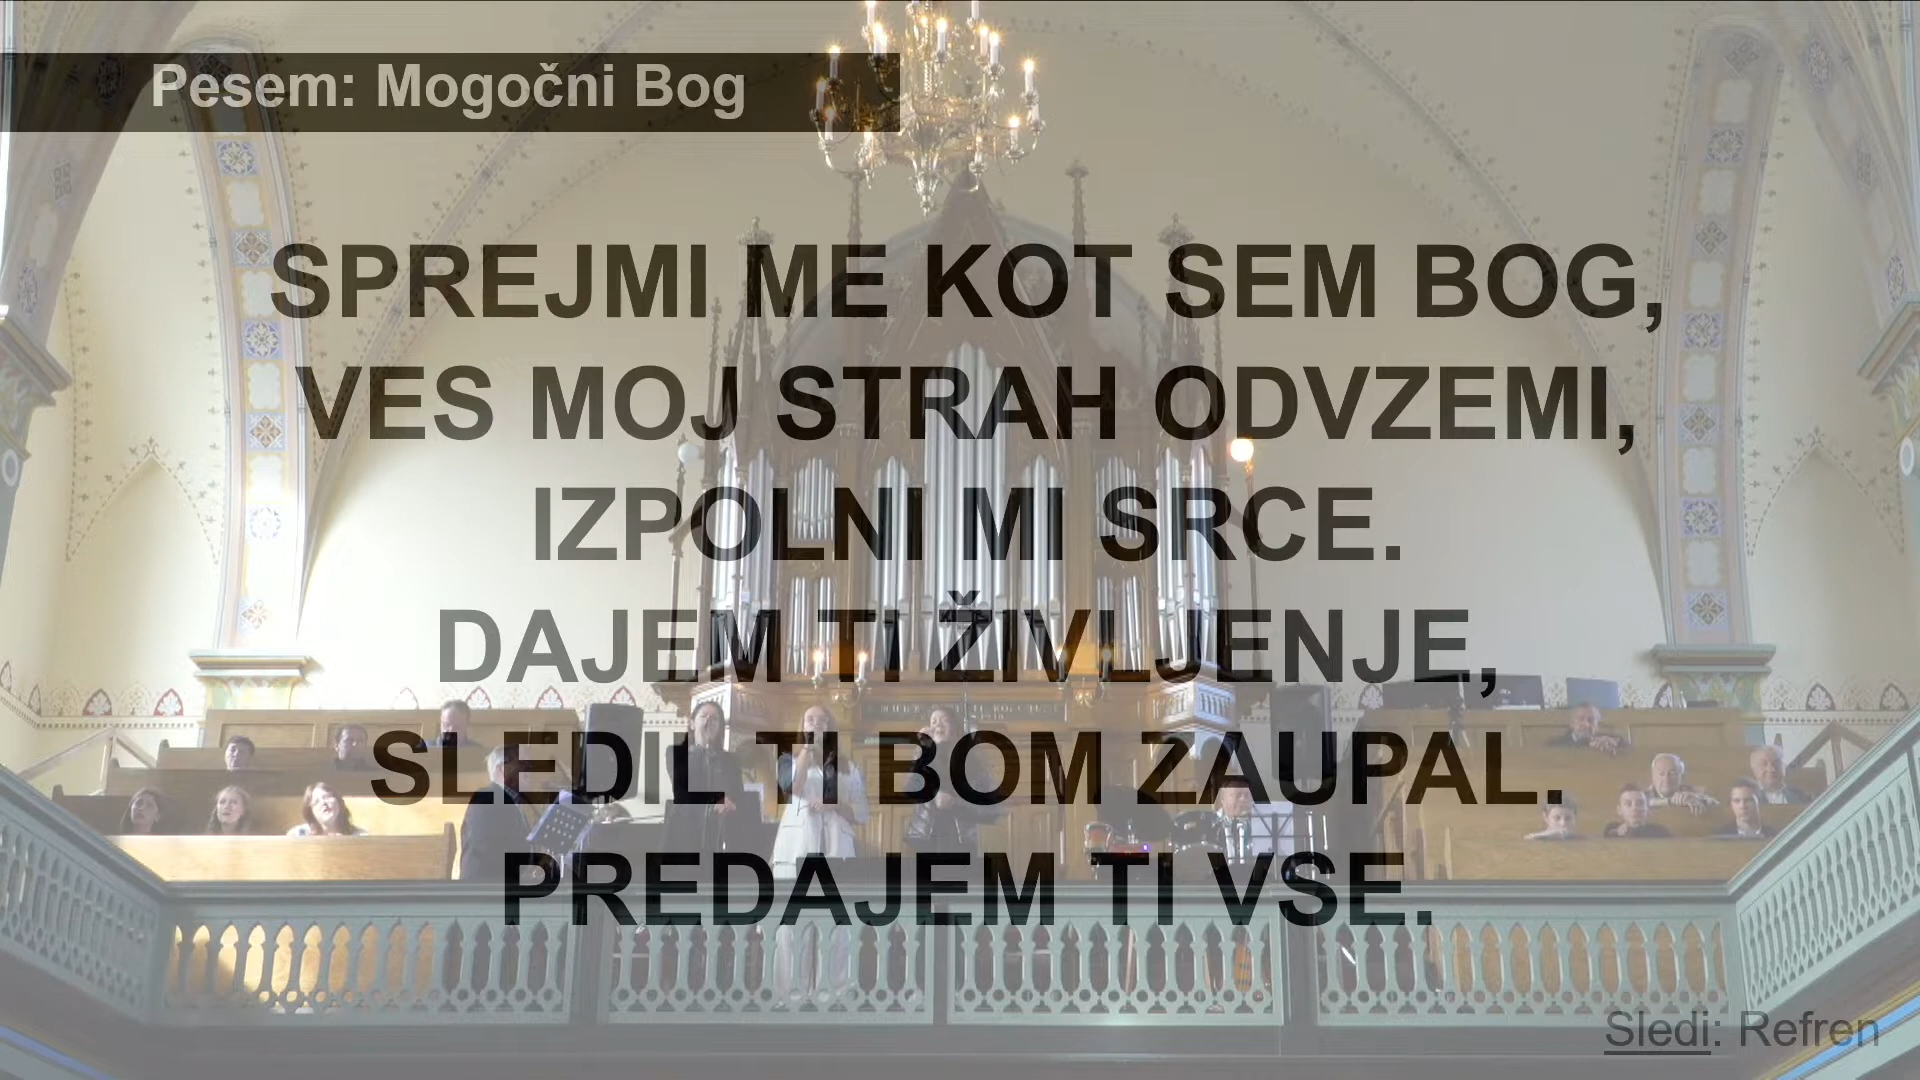 Pesem: Mogočni Bog
SPREJMI ME KOT SEM BOG,
VES MOJ STRAH ODVZEMI,
IZPOLNI MI SRCE.
DAJEM TI ŽIVLJENJE,
SLEDIL TI BOM ZAUPAL.
PREDAJEM TI VSE.
Sledi: Refren